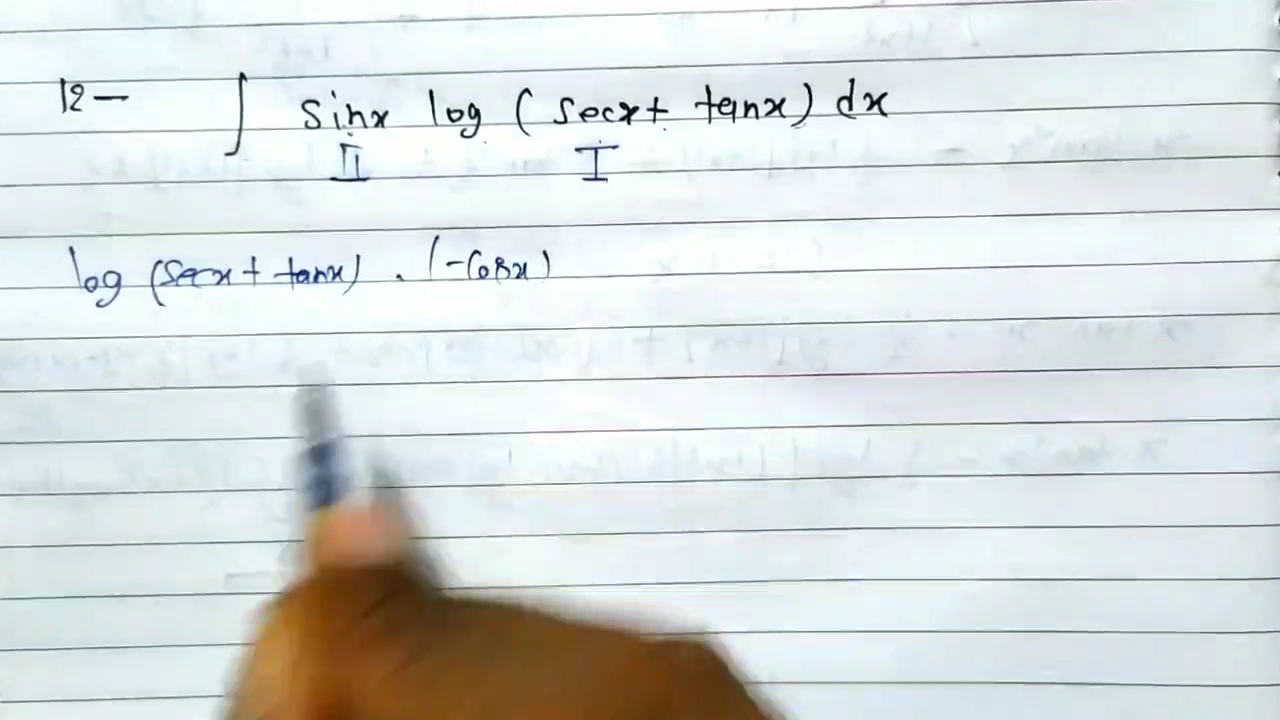 12- ∫ sinx log ( secx+ tanx) dx
II I
log (secx+ tanx) . (-cosx)